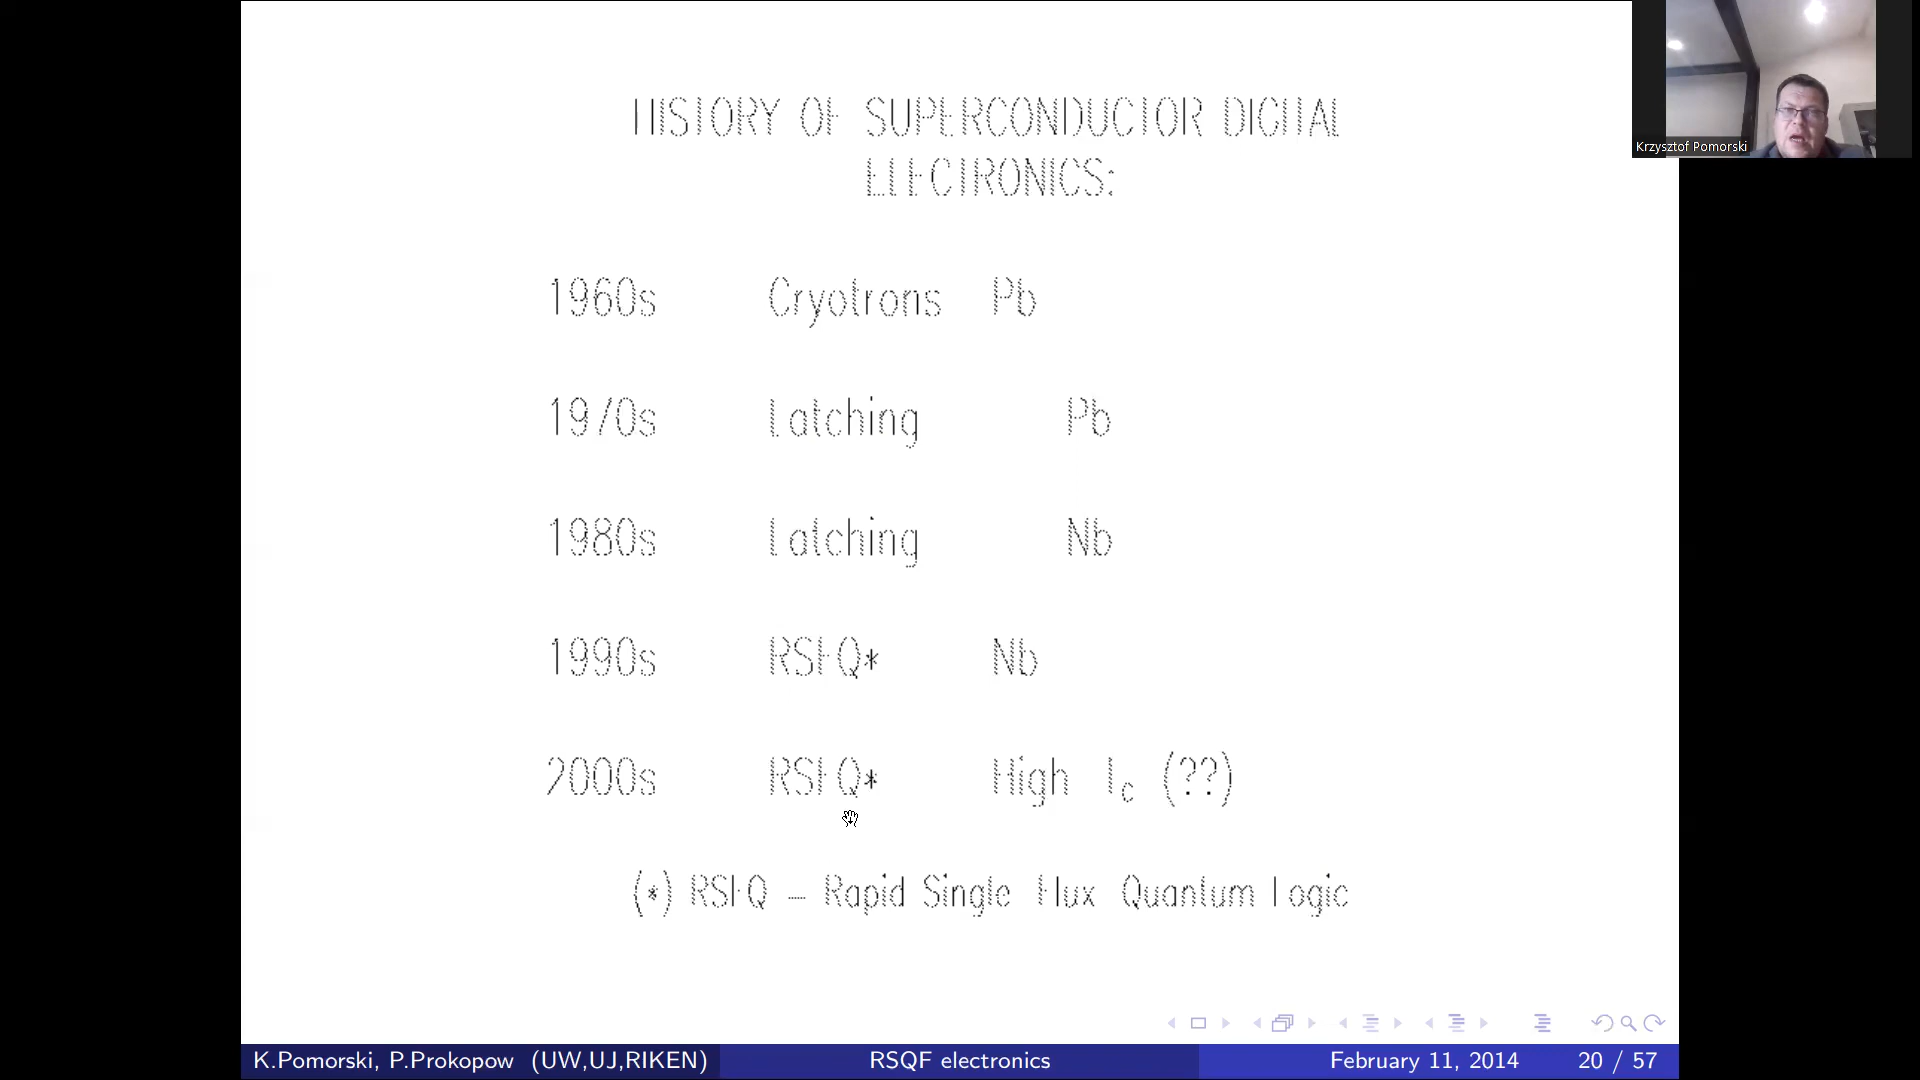 HISTORY OF SUPERCONDUCTOR DIGITAL
ELECTRONICS:
Krzysztof Pomorski
1960s Cryotrons Pb
1970s Latching Pb
1980s Latching Nb
1990s RSFQ* Nb
2000s RSFQ* High Tc (??)
(*) RSFQ – Rapid Single Flux Quantum Logic
K.Pomorski, P.Prokopow (UW,UJ,RIKEN) RSQF electronics February 11, 2014 20 / 57